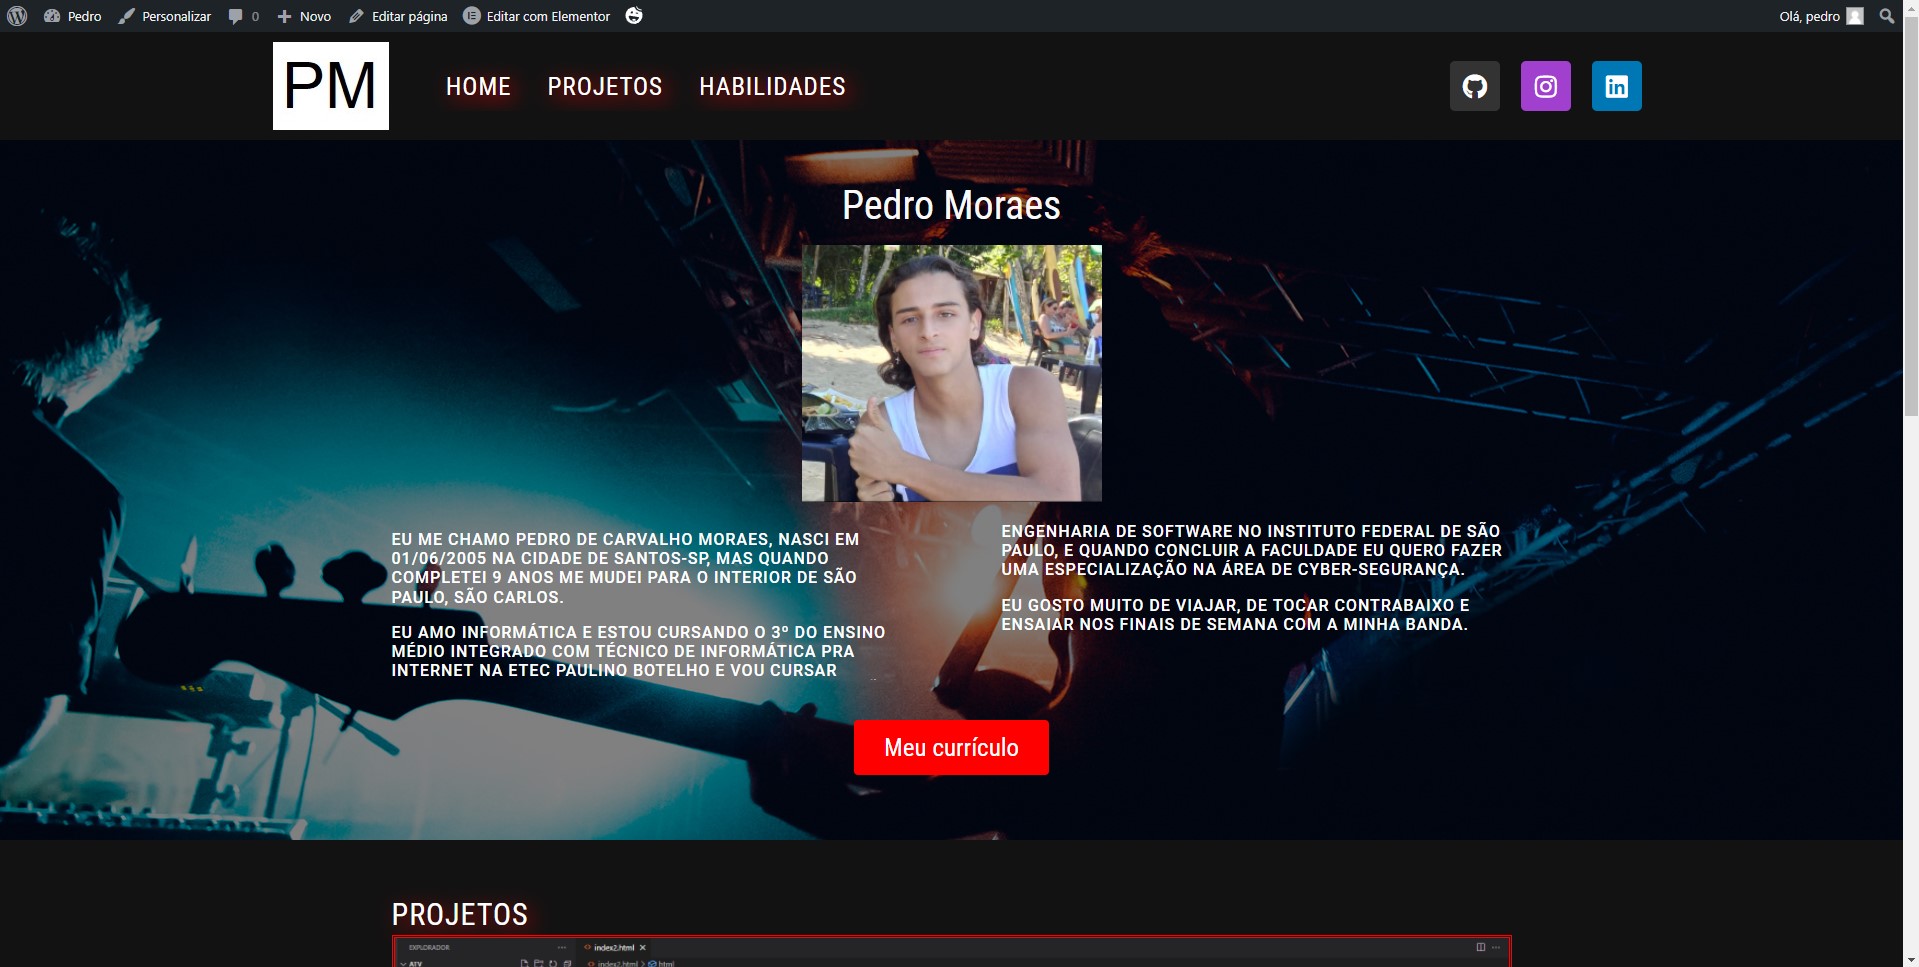 Pedro Personalizar 0 Novo Editar página Editar com Elementor Olá, pedro
PM HOME PROJETOS HABILIDADES
Pedro Moraes
EU ME CHAMO PEDRO DE CARVALHO MORAES, NASCI EM
01/06/2005 NA CIDADE DE SANTOS-SP, MAS QUANDO
COMPLETEI 9 ANOS ME MUDEI PARA O INTERIOR DE SÃO
PAULO, SÃO CARLOS.
EU AMO INFORMÁTICA E ESTOU CURSANDO O 3º DO ENSINO
MÉDIO INTEGRADO COM TÉCNICO DE INFORMÁTICA PRA
INTERNET NA ETEC PAULINO BOTELHO E VOU CURSAR
ENGENHARIA DE SOFTWARE NO INSTITUTO FEDERAL DE SÃO
PAULO, E QUANDO CONCLUIR A FACULDADE EU QUERO FAZER
UMA ESPECIALIZAÇÃO NA ÁREA DE CYBER-SEGURANÇA.
EU GOSTO MUITO DE VIAJAR, DE TOCAR CONTRABAIXO E
ENSAIAR NOS FINAIS DE SEMANA COM A MINHA BANDA.
Meu currículo
PROJETOS
EXPLORADOR index2.html
ATV index2.html > html